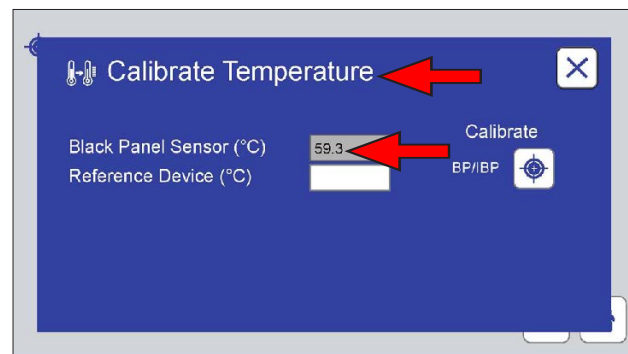 Calibrate Temperature
Black Panel Sensor (°C) 59.3
Calibrate
Reference Device (°C)
BP/IBP